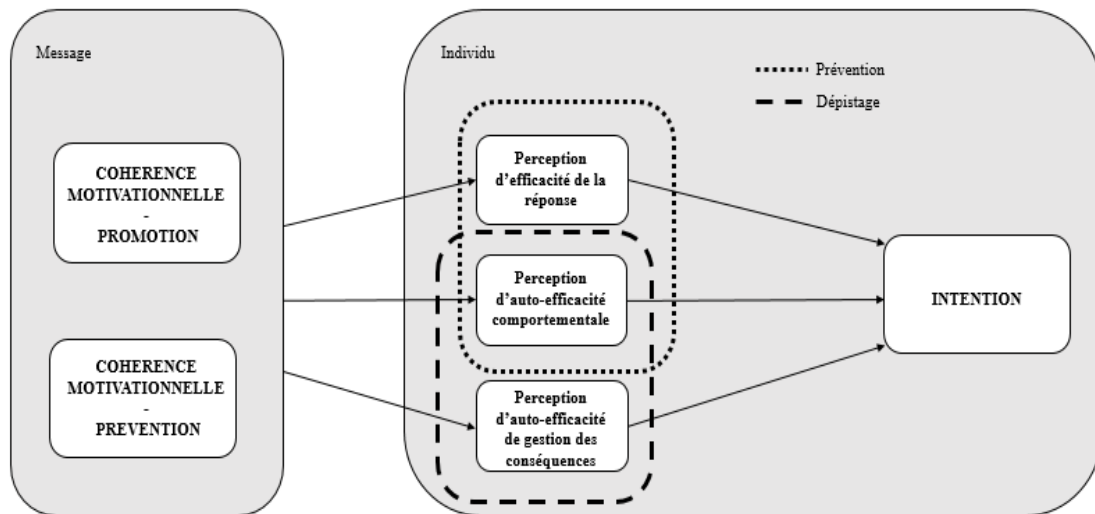 Message
COHERENCE
MOTIVATIONNELLE
-
PROMOTION
COHERENCE
MOTIVATIONNELLE
-
PREVENTION
Individu
Prévention
Dépistage
Perception
d'efficacité de la
réponse
Perception
d'auto-efficacité
comportementale
Perception
d'auto-efficacité
de gestion des
conséquences
INTENTION